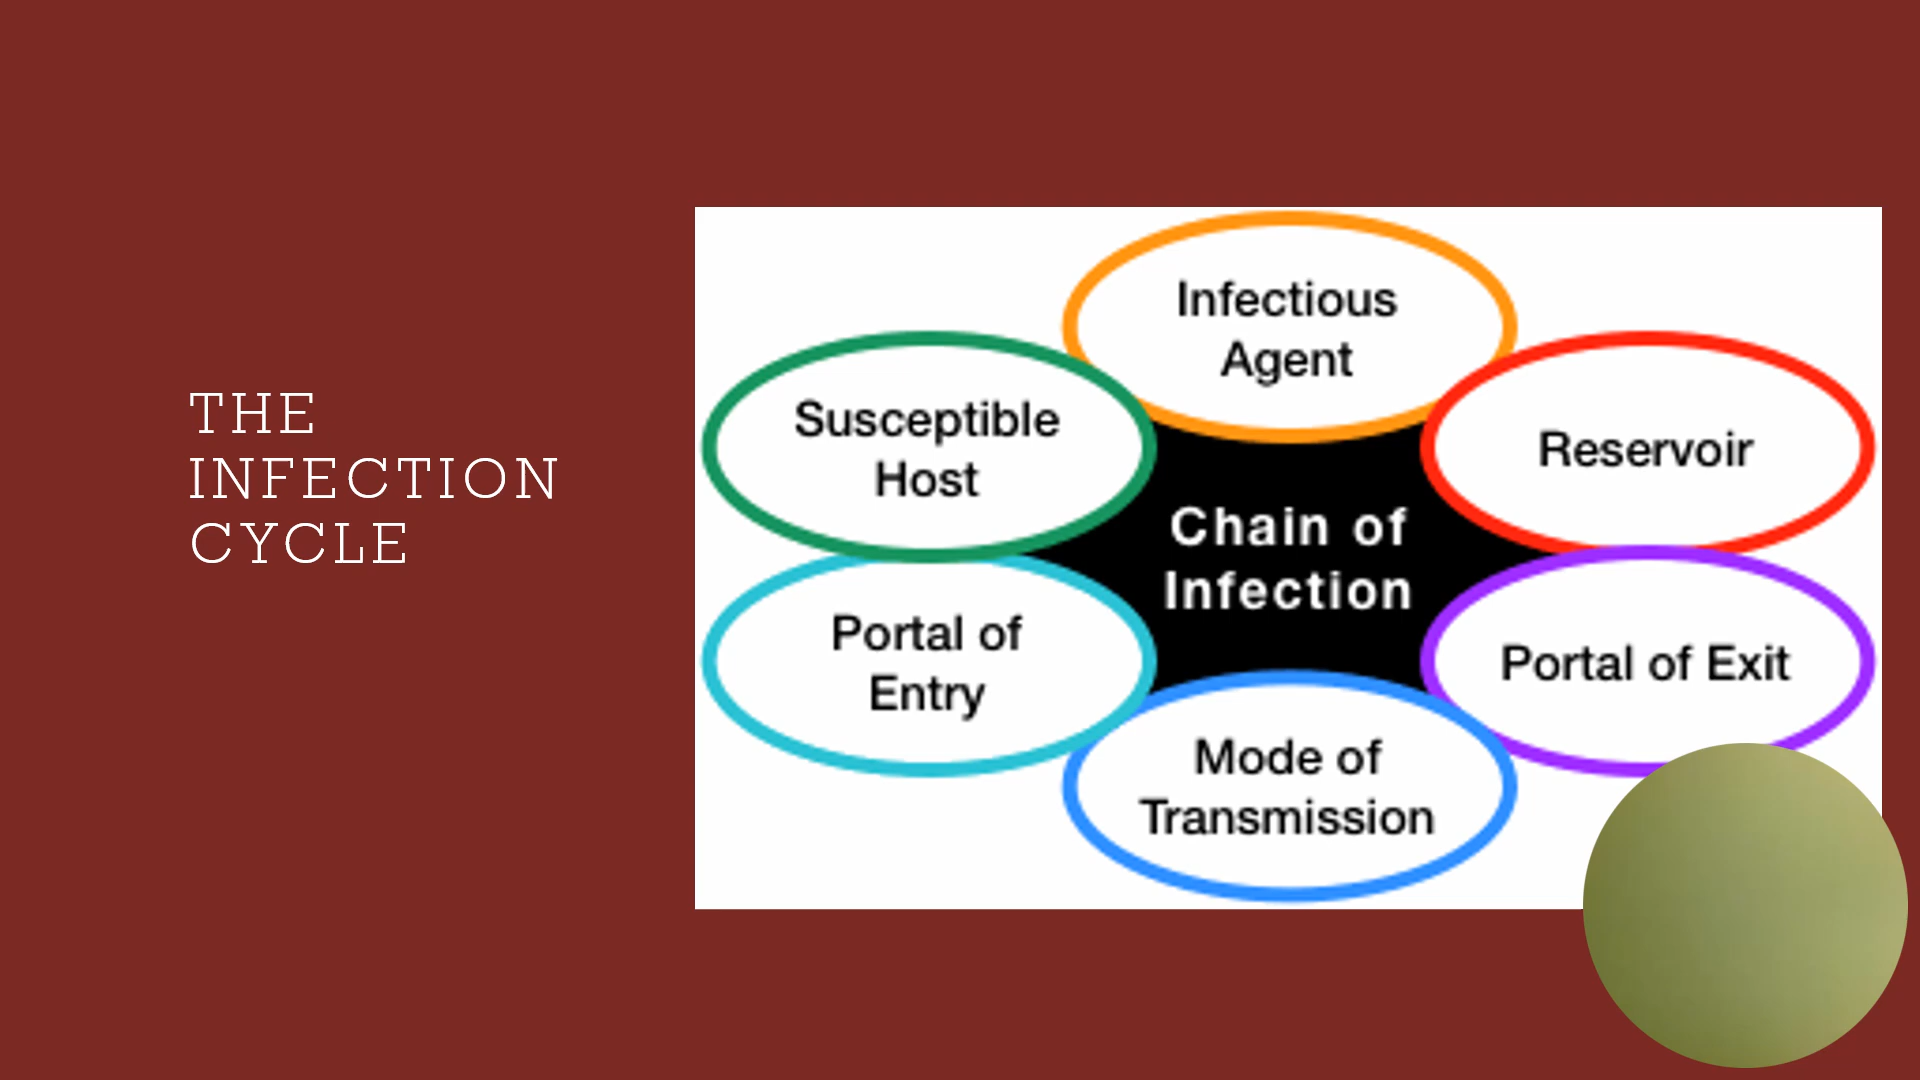 THE
INFECTION
CYCLE
Infectious
Agent
Susceptible
Host
Reservoir
Chain of
Infection
Portal of
Entry
Portal of Exit
Mode of
Transmission